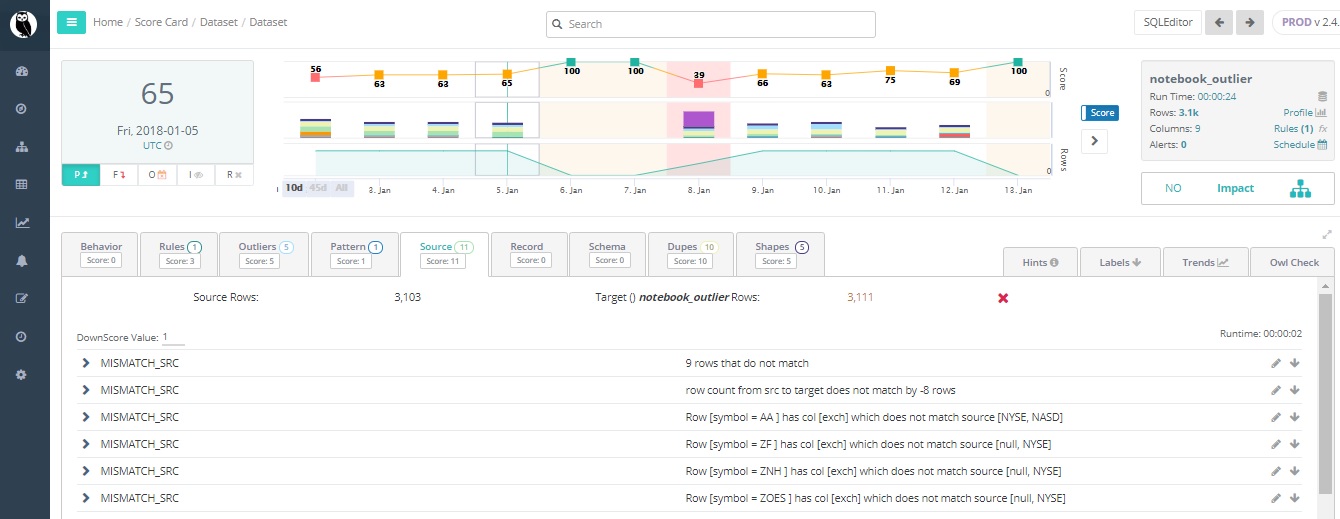 Home / Score Card / Dataset / Dataset
Search
SQLEditor
PROD v 2.4.
65
Fri, 2018-01-05
UTC
P F O I R
56 63 63 65 100 100 39 66 63 75 69 100
Score
0
Rows
0
10d 45d All
3. Jan 4. Jan 5. Jan 6. Jan 7. Jan 8. Jan 9. Jan 10. Jan 11. Jan 12. Jan 13. Jan
Score
notebook_outlier
Run Time: 00:00:24
Rows: 3.1k Profile
Columns: 9 Rules (1) fx
Alerts: 0 Schedule
NO Impact
Behavior Rules 1 Outliers 5 Pattern 1 Source 11 Record Schema Dupes 10 Shapes 5
Score: 0 Score: 3 Score: 5 Score: 1 Score: 11 Score: 0 Score: 0 Score: 10 Score: 5
Hints Labels Trends Owl Check
Source Rows: 3,103 Target () notebook_outlier Rows: 3,111
DownScore Value: 1 Runtime: 00:00:02
MISMATCH_SRC 9 rows that do not match
MISMATCH_SRC row count from src to target does not match by -8 rows
MISMATCH_SRC Row [symbol = AA ] has col [exch] which does not match source [NYSE, NASD]
MISMATCH_SRC Row [symbol = ZF ] has col [exch] which does not match source [null, NYSE]
MISMATCH_SRC Row [symbol = ZNH ] has col [exch] which does not match source [null, NYSE]
MISMATCH_SRC Row [symbol = ZOES ] has col [exch] which does not match source [null, NYSE]